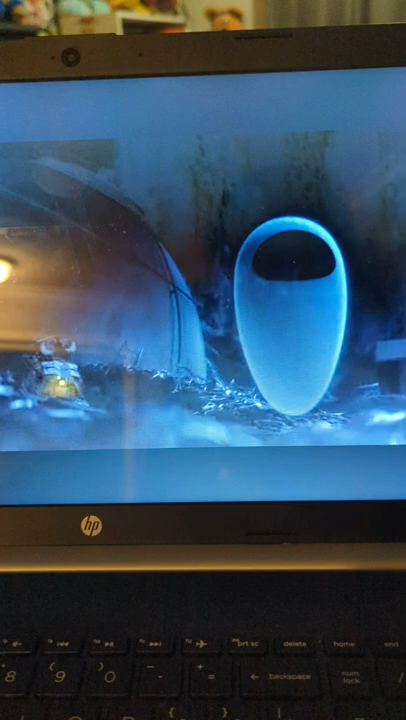 hp
prt sc delete home end
8 ( 9 ) 0 _ - + = ← backspace num lock /
{ }